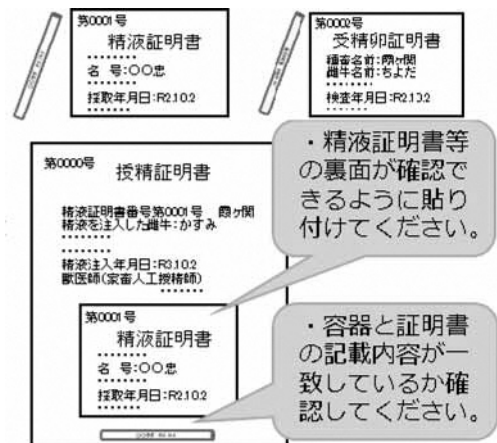 第0001号
精液証明書
名 号:〇〇忠
採取年月日:R2.10.2
第0002号
受精卵証明書
種畜名前:霞ヶ関
雌牛名前:ちよだ
検査年月日:R2.10.2
第0000号
授精証明書
精液証明書番号第0001号 霞ヶ関
精液を注入した雌牛:かすみ
精液注入年月日:R3.10.2
獣医師(家畜人工授精師)
第0001号
精液証明書
名 号:〇〇忠
採取年月日:R2.10.2
・精液証明書等
の裏面が確認で
きるように貼り
付けてください。
・容器と証明書
の記載内容が一
致しているか確
認してください。